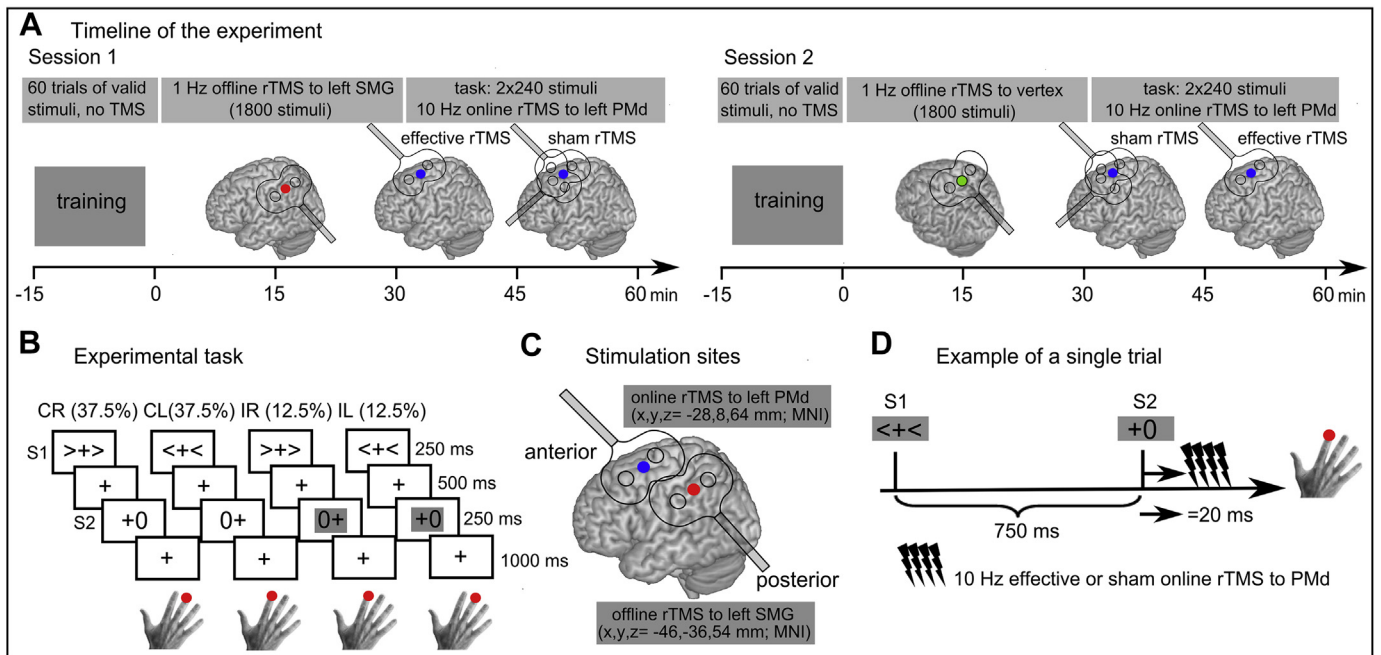 A Timeline of the experiment
Session 1
60 trials of valid
stimuli, no TMS
1 Hz offline rTMS to left SMG
(1800 stimuli)
task: 2x240 stimuli
10 Hz online rTMS to left PMd
effective rTMS
sham rTMS
training
-15 0 15 30 45 60 min
Session 2
60 trials of valid
stimuli, no TMS
1 Hz offline rTMS to vertex
(1800 stimuli)
task: 2x240 stimuli
10 Hz online rTMS to left PMd
sham rTMS
effective rTMS
training
-15 0 15 30 45 60 min
B Experimental task
CR (37.5%) CL(37.5%) IR (12.5%) IL (12.5%)
S1 >+> <+< >+> <+< 250 ms
+ + + + 500 ms
S2 +0 0+ 0+ +0 250 ms
+ + + + 1000 ms
C Stimulation sites
online rTMS to left PMd
(x,y,z= -28,8,64 mm; MNI)
anterior
posterior
offline rTMS to left SMG
(x,y,z= -46,-36,54 mm; MNI)
D Example of a single trial
S1 S2
<+< +0
750 ms
=20 ms
10 Hz effective or sham online rTMS to PMd